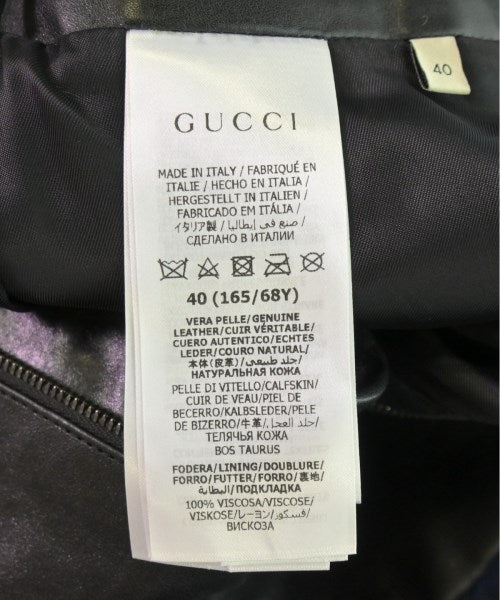 GUCCI
40
MADE IN ITALY / FABRIQUÉ EN
ITALIE / HECHO EN ITALIA /
HERGESTELLT IN ITALIEN /
FABRICADO EM ITÁLIA /
イタリア製 / صنع في إيطاليا /
СДЕЛАНО В ИТАЛИИ
40 (165/68Y)
VERA PELLE/GENUINE
LEATHER/CUIR VÉRITABLE/
CUERO AUTENTICO/ECHTES
LEDER/COURO NATURAL/
本体(皮革)/جلد طبيعي/
НАТУРАЛЬНАЯ КОЖА
PELLE DI VITELLO/CALFSKIN/
CUIR DE VEAU/PIEL DE
BECERRO/KALBSLEDER/PELE
DE BIZERRO/牛革/جلد العجل/
ТЕЛЯЧЬЯ КОЖА
BOS TAURUS
FODERA/LINING/DOUBLURE/
FORRO/FUTTER/FORRO/裏地/
البطانة/ПОДКЛАДКА
100% VISCOSA/VISCOSE/
VISKOSE/レーヨン/فسكوز/
ВИСКОЗА